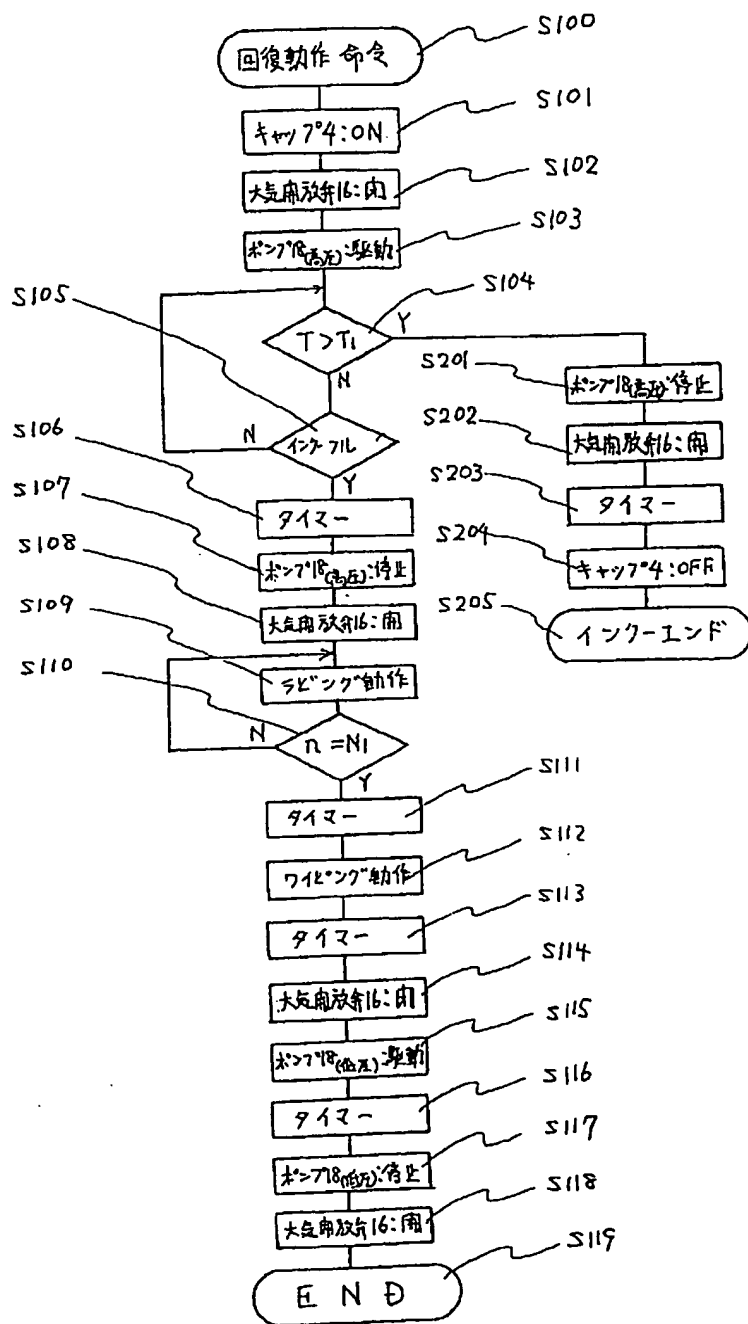 S100
回復動作 命令
S101
キャップ4:ON
S102
大気開放弁16:閉
S103
ポンプ18(高圧):駆動
S104
S105
T>T1
Y
N
S201
ポンプ18(高圧):停止
S202
大気開放弁16:開
S203
タイマー
S204
キャップ4:OFF
S205
インクーエンド
N
インクーフル
Y
S106
タイマー
S107
ポンプ18(高圧):停止
S108
大気開放弁16:開
S109
ラビング動作
S110
N
n=N1
Y
S111
タイマー
S112
ワイピング動作
S113
タイマー
S114
大気開放弁16:閉
S115
ポンプ18(低圧):駆動
S116
タイマー
S117
ポンプ18(低圧):停止
S118
大気開放弁16:開
S119
END